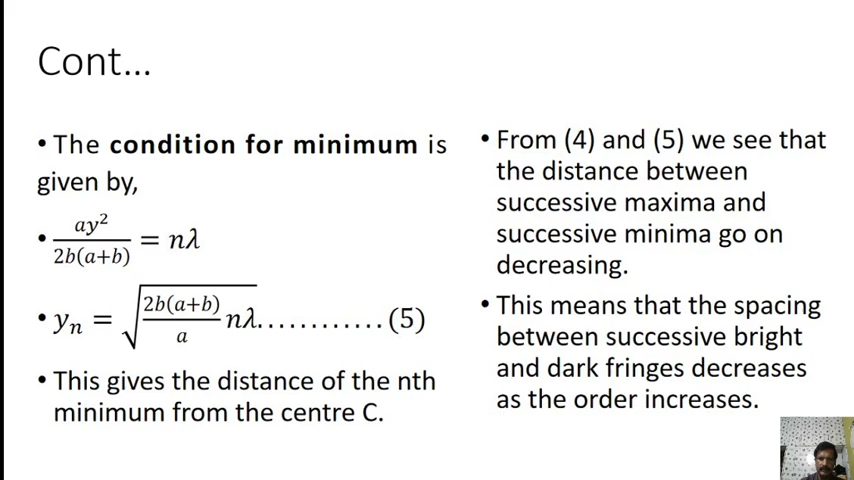 Cont...
• The condition for minimum is
given by,
• ay²/2b(a+b) = nλ
• yₙ = √(2b(a+b)/a nλ)............(5)
• This gives the distance of the nth
minimum from the centre C.
• From (4) and (5) we see that
the distance between
successive maxima and
successive minima go on
decreasing.
• This means that the spacing
between successive bright
and dark fringes decreases
as the order increases.